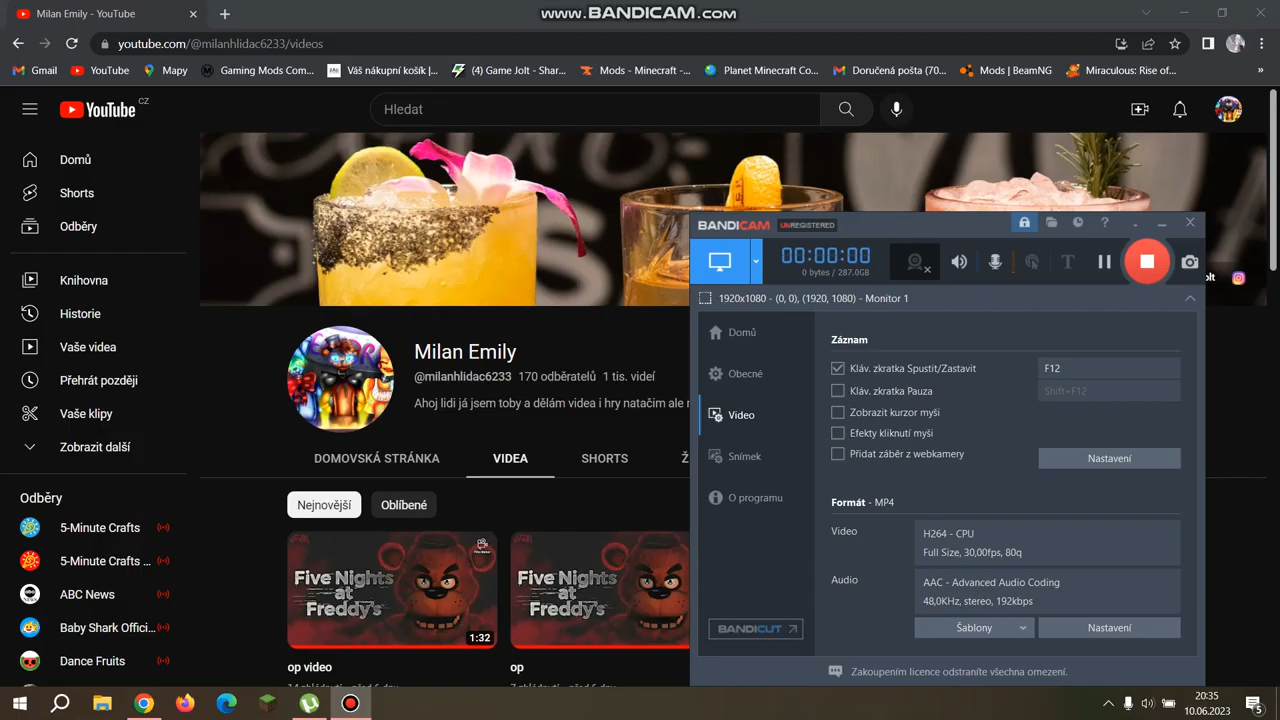 Milan Emily - YouTube
www.BANDICAM.com
youtube.com/@milanhlidac6233/videos
Gmail YouTube Mapy Gaming Mods Com... Váš nákupní košík |... (4) Game Jolt - Shar... Mods - Minecraft -... Planet Minecraft Co... Doručená pošta (70... Mods | BeamNG Miraculous: Rise of... »
YouTube CZ
Hledat
Domů
Shorts
Odběry
Knihovna
Historie
Vaše videa
Přehrát později
Vaše klipy
Zobrazit další
Odběry
5-Minute Crafts
5-Minute Crafts ...
ABC News
Baby Shark Offici...
Dance Fruits
Milan Emily
@milanhlidac6233 170 odběratelů 1 tis. videí
Ahoj lidi já jsem toby a dělám videa i hry natačim ale n
DOMOVSKÁ STRÁNKA VIDEA SHORTS Ž
Nejnovější Oblíbené
Five Nights
at
Freddy's
1:32
op video
Five Nights
at
Freddy's
op
BANDICAM UNREGISTERED
00:00:00
0 bytes / 287.0GB
1920x1080 - (0, 0), (1920, 1080) - Monitor 1
Domů
Obecné
Video
Snímek
O programu
BANDICUT
Záznam
Kláv. zkratka Spustit/Zastavit F12
Kláv. zkratka Pauza Shift+F12
Zobrazit kurzor myši
Efekty kliknutí myši
Přidat záběr z webkamery
Nastavení
Formát - MP4
Video
H264 - CPU
Full Size, 30,00fps, 80q
Audio
AAC - Advanced Audio Coding
48,0KHz, stereo, 192kbps
Šablony Nastavení
Zakoupením licence odstraníte všechna omezení.
olt
20:35
10.06.2023
5